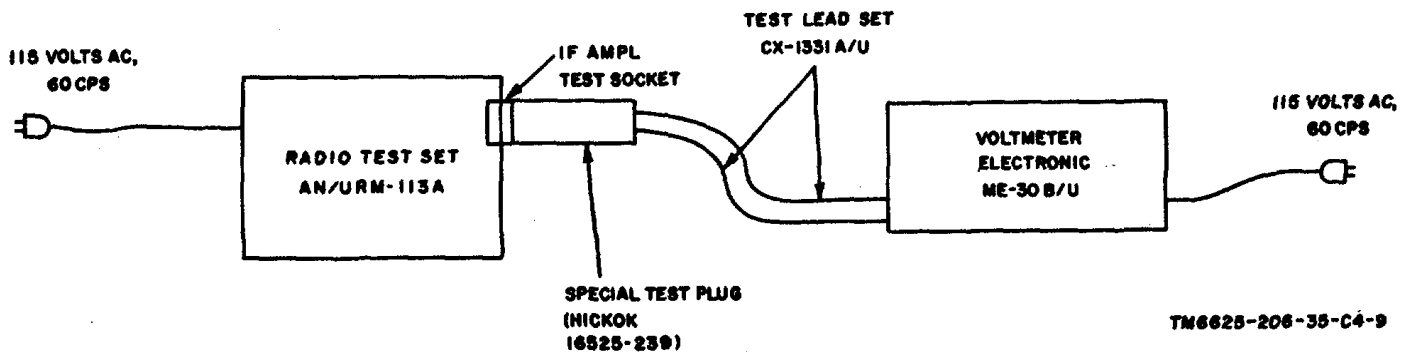 115 VOLTS AC,
60 CPS
IF AMPL
TEST SOCKET
TEST LEAD SET
CX-1331A/U
115 VOLTS AC,
60 CPS
RADIO TEST SET
AN/URM-113A
VOLTMETER
ELECTRONIC
ME-30B/U
SPECIAL TEST PLUG
(HICKOK
16525-239)
TM6625-206-35-C4-9